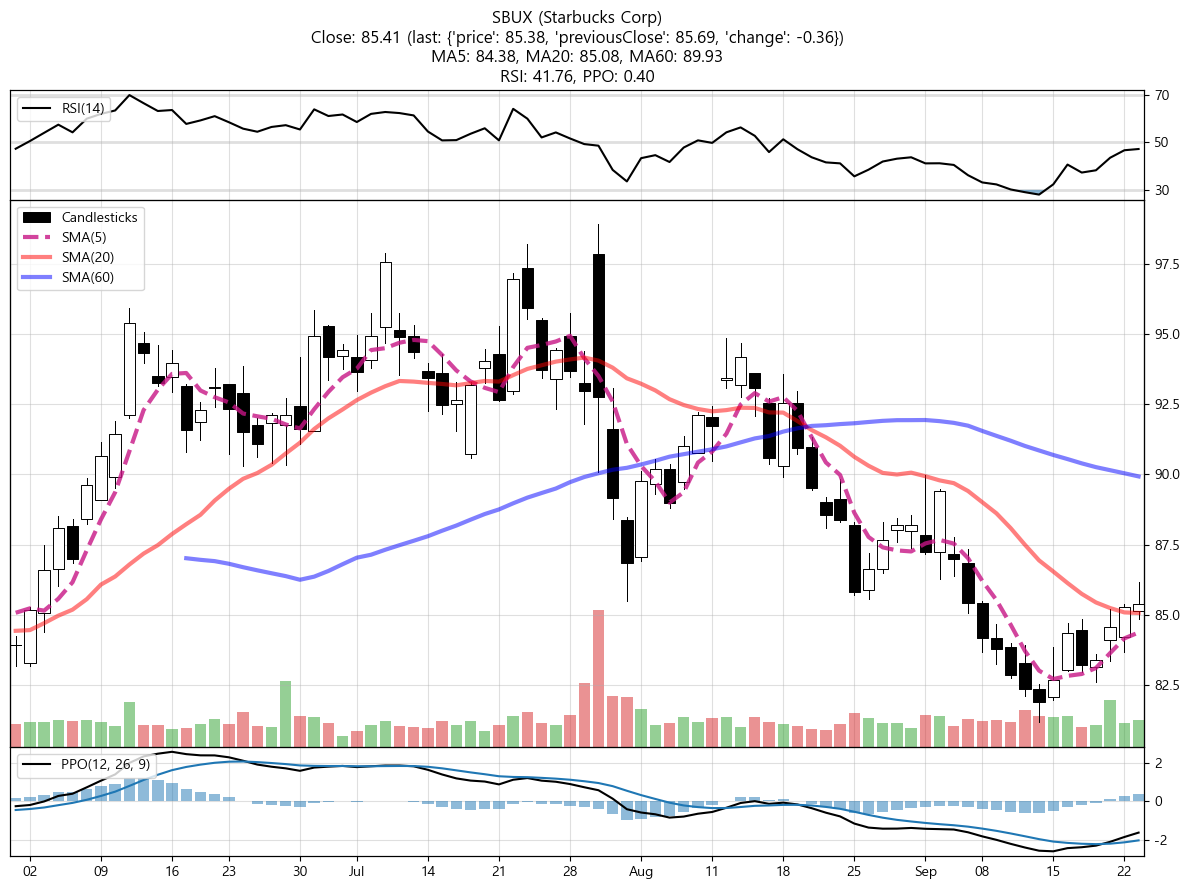 SBUX (Starbucks Corp)
Close: 85.41 (last: {'price': 85.38, 'previousClose': 85.69, 'change': -0.36})
MA5: 84.38, MA20: 85.08, MA60: 89.93
RSI: 41.76, PPO: 0.40
RSI(14)
70
50
30
Candlesticks
SMA(5)
SMA(20)
SMA(60)
97.5
95.0
92.5
90.0
87.5
85.0
82.5
PPO(12, 26, 9)
2
0
-2
02 09 16 23 30 Jul 14 21 28 Aug 11 18 25 Sep 08 15 22